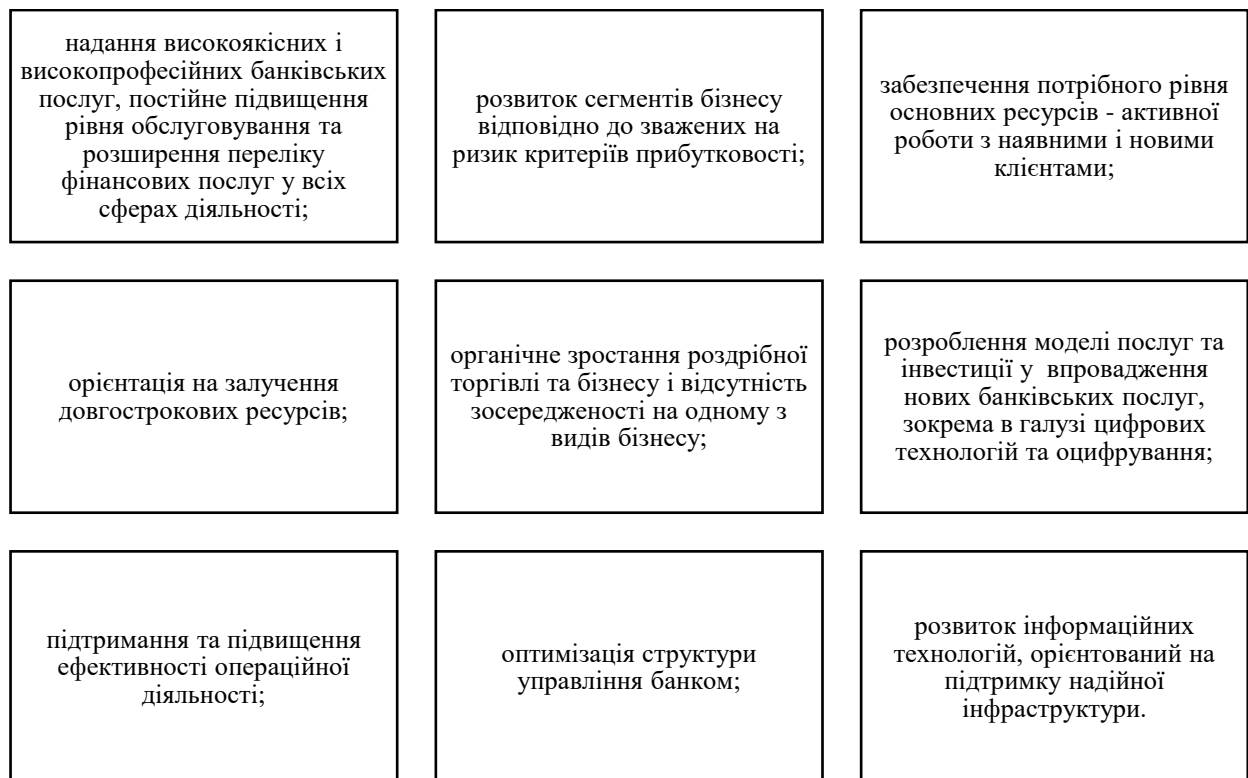 надання високоякісних і
високопрофесійних банківських
послуг, постійне підвищення
рівня обслуговування та
розширення переліку
фінансових послуг у всіх
сферах діяльності;
розвиток сегментів бізнесу
відповідно до зважених на
ризик критеріїв прибутковості;
забезпечення потрібного рівня
основних ресурсів - активної
роботи з наявними і новими
клієнтами;
орієнтація на залучення
довгострокових ресурсів;
органічне зростання роздрібної
торгівлі та бізнесу і відсутність
зосередженості на одному з
видів бізнесу;
розроблення моделі послуг та
інвестиції у впровадження
нових банківських послуг,
зокрема в галузі цифрових
технологій та оцифрування;
підтримання та підвищення
ефективності операційної
діяльності;
оптимізація структури
управління банком;
розвиток інформаційних
технологій, орієнтований на
підтримку надійної
інфраструктури.